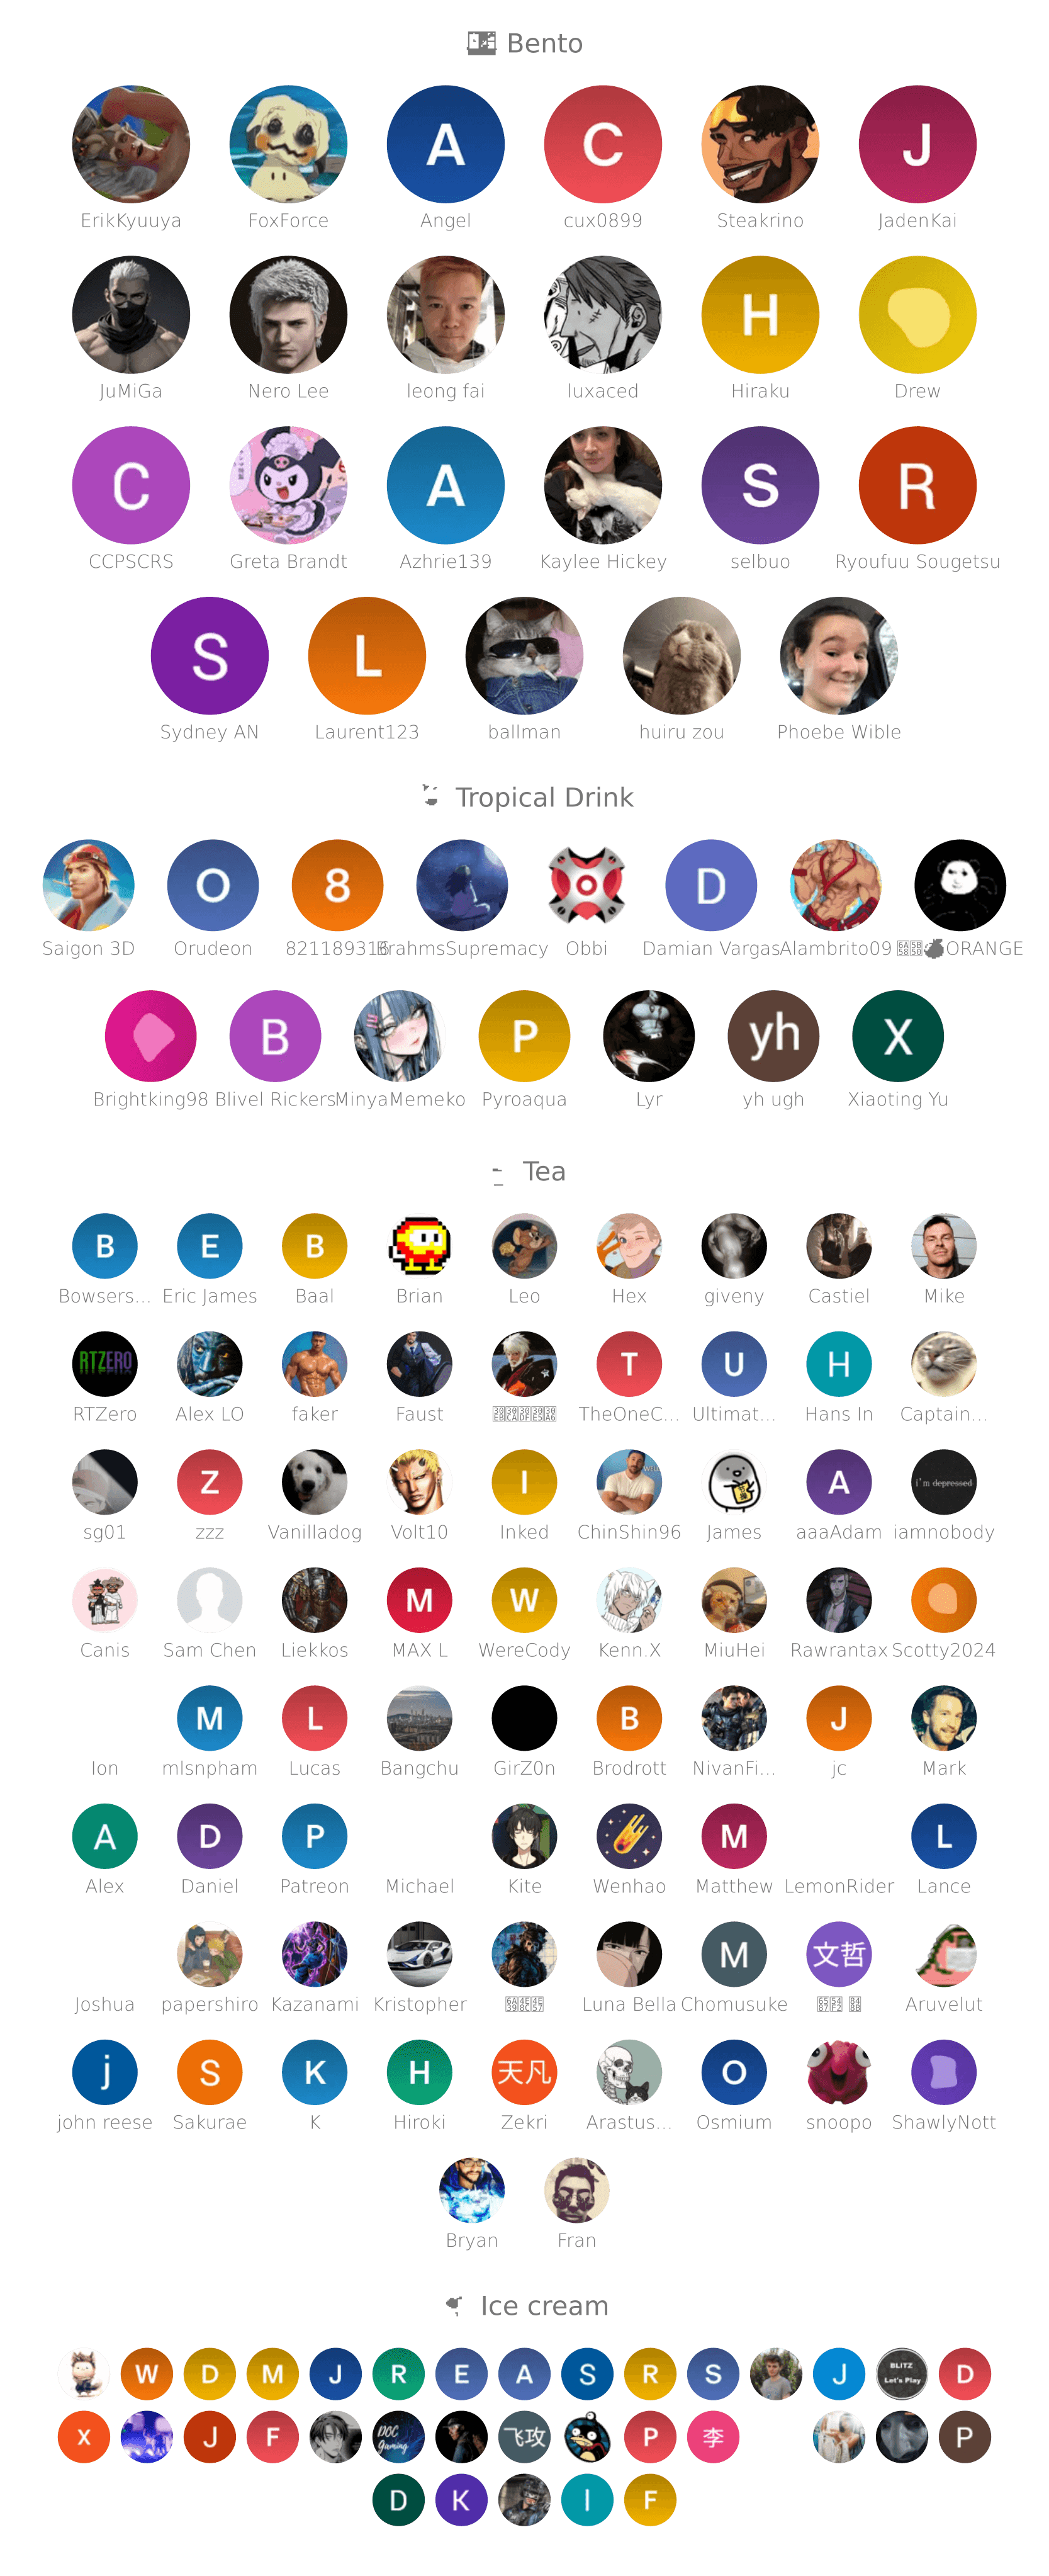 Bento
A C J
ErikKyuuya FoxForce Angel cux0899 Steakrino JadenKai
H
JuMiGa Nero Lee leong fai luxaced Hiraku Drew
C A S R
CCPSCRS Greta Brandt Azhrie139 Kaylee Hickey selbuo Ryoufuu Sougetsu
S L
Sydney AN Laurent123 ballman huiru zou Phoebe Wible
Tropical Drink
O 8 D
Saigon 3D Orudeon 821189316 BrahmsSupremacy Obbi Damian Vargas Alambrito09 ORANGE
B P yh X
Brightking98 Blivel Rickers MinyaMemeko Pyroaqua Lyr yh ugh Xiaoting Yu
Tea
B E B
Bowsers... Eric James Baal Brian Leo Hex giveny Castiel Mike
RTZERO T U H
RTZero Alex LO faker Faust TheOneC... Ultimat... Hans In Captain...
Z I A i'm depressed
sg01 zzz Vanilladog Volt10 Inked ChinShin96 James aaaAdam iamnobody
M W
Canis Sam Chen Liekkos MAX L WereCody Kenn.X MiuHei Rawrantax Scotty2024
M L B J
Ion mlsnpham Lucas Bangchu GirZ0n Brodrott NivanFi... jc Mark
A D P M L
Alex Daniel Patreon Michael Kite Wenhao Matthew LemonRider Lance
M 文哲
Joshua papershiro Kazanami Kristopher Luna Bella Chomusuke Aruvelut
j S K H 天凡 O
john reese Sakurae K Hiroki Zekri Arastus... Osmium snoopo ShawlyNott
Bryan Fran
Ice cream
W D M J R E A S R S J BLITZ Let's Play D
X J F DOC Gaming 飞攻 P 李 P
D K I F